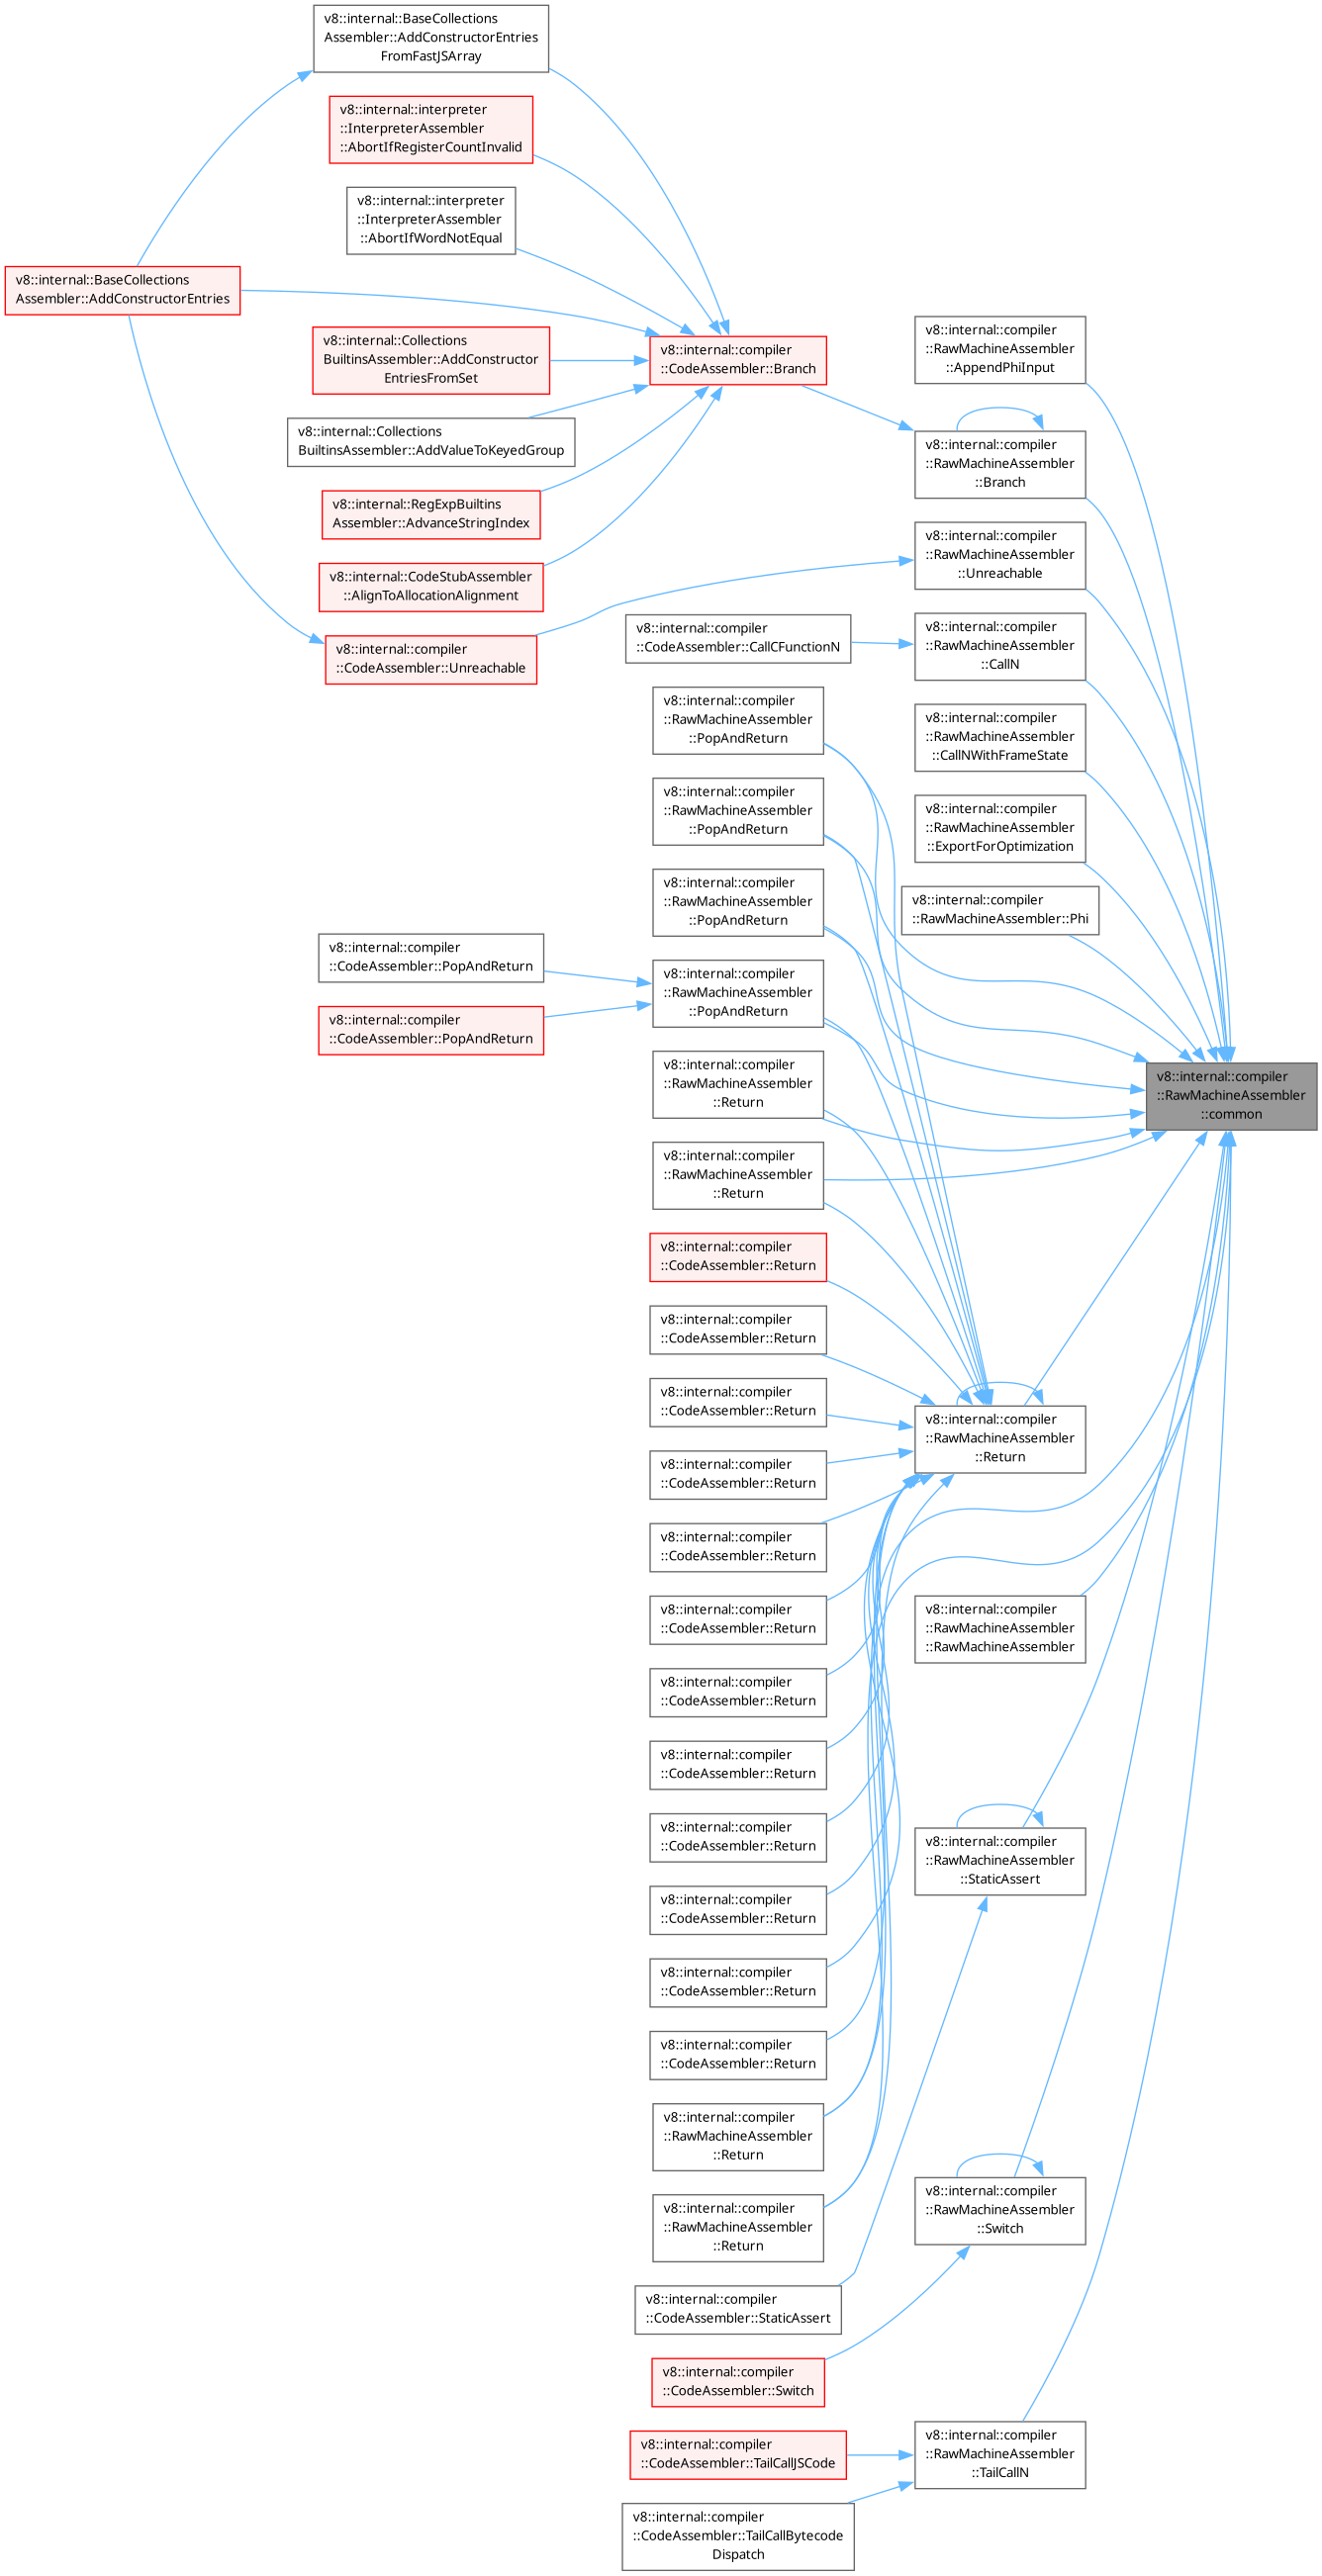 v8::internal::BaseCollections
Assembler::AddConstructorEntries
FromFastJSArray
v8::internal::interpreter
::InterpreterAssembler
::AbortIfRegisterCountInvalid
v8::internal::interpreter
::InterpreterAssembler
::AbortIfWordNotEqual
v8::internal::BaseCollections
Assembler::AddConstructorEntries
v8::internal::Collections
BuiltinsAssembler::AddConstructor
EntriesFromSet
v8::internal::Collections
BuiltinsAssembler::AddValueToKeyedGroup
v8::internal::RegExpBuiltins
Assembler::AdvanceStringIndex
v8::internal::CodeStubAssembler
::AlignToAllocationAlignment
v8::internal::compiler
::CodeAssembler::Unreachable
v8::internal::compiler
::CodeAssembler::Branch
v8::internal::compiler
::RawMachineAssembler
::AppendPhiInput
v8::internal::compiler
::RawMachineAssembler
::Branch
v8::internal::compiler
::RawMachineAssembler
::Unreachable
v8::internal::compiler
::CodeAssembler::CallCFunctionN
v8::internal::compiler
::RawMachineAssembler
::CallN
v8::internal::compiler
::RawMachineAssembler
::CallNWithFrameState
v8::internal::compiler
::RawMachineAssembler
::ExportForOptimization
v8::internal::compiler
::RawMachineAssembler::Phi
v8::internal::compiler
::RawMachineAssembler
::PopAndReturn
v8::internal::compiler
::RawMachineAssembler
::PopAndReturn
v8::internal::compiler
::RawMachineAssembler
::PopAndReturn
v8::internal::compiler
::RawMachineAssembler
::PopAndReturn
v8::internal::compiler
::CodeAssembler::PopAndReturn
v8::internal::compiler
::CodeAssembler::PopAndReturn
v8::internal::compiler
::RawMachineAssembler
::common
v8::internal::compiler
::RawMachineAssembler
::Return
v8::internal::compiler
::RawMachineAssembler
::Return
v8::internal::compiler
::CodeAssembler::Return
v8::internal::compiler
::CodeAssembler::Return
v8::internal::compiler
::CodeAssembler::Return
v8::internal::compiler
::CodeAssembler::Return
v8::internal::compiler
::CodeAssembler::Return
v8::internal::compiler
::CodeAssembler::Return
v8::internal::compiler
::CodeAssembler::Return
v8::internal::compiler
::CodeAssembler::Return
v8::internal::compiler
::CodeAssembler::Return
v8::internal::compiler
::CodeAssembler::Return
v8::internal::compiler
::CodeAssembler::Return
v8::internal::compiler
::CodeAssembler::Return
v8::internal::compiler
::RawMachineAssembler
::Return
v8::internal::compiler
::RawMachineAssembler
::Return
v8::internal::compiler
::RawMachineAssembler
::Return
v8::internal::compiler
::RawMachineAssembler
::RawMachineAssembler
v8::internal::compiler
::RawMachineAssembler
::StaticAssert
v8::internal::compiler
::RawMachineAssembler
::Switch
v8::internal::compiler
::CodeAssembler::StaticAssert
v8::internal::compiler
::CodeAssembler::Switch
v8::internal::compiler
::RawMachineAssembler
::TailCallN
v8::internal::compiler
::CodeAssembler::TailCallJSCode
v8::internal::compiler
::CodeAssembler::TailCallBytecode
Dispatch